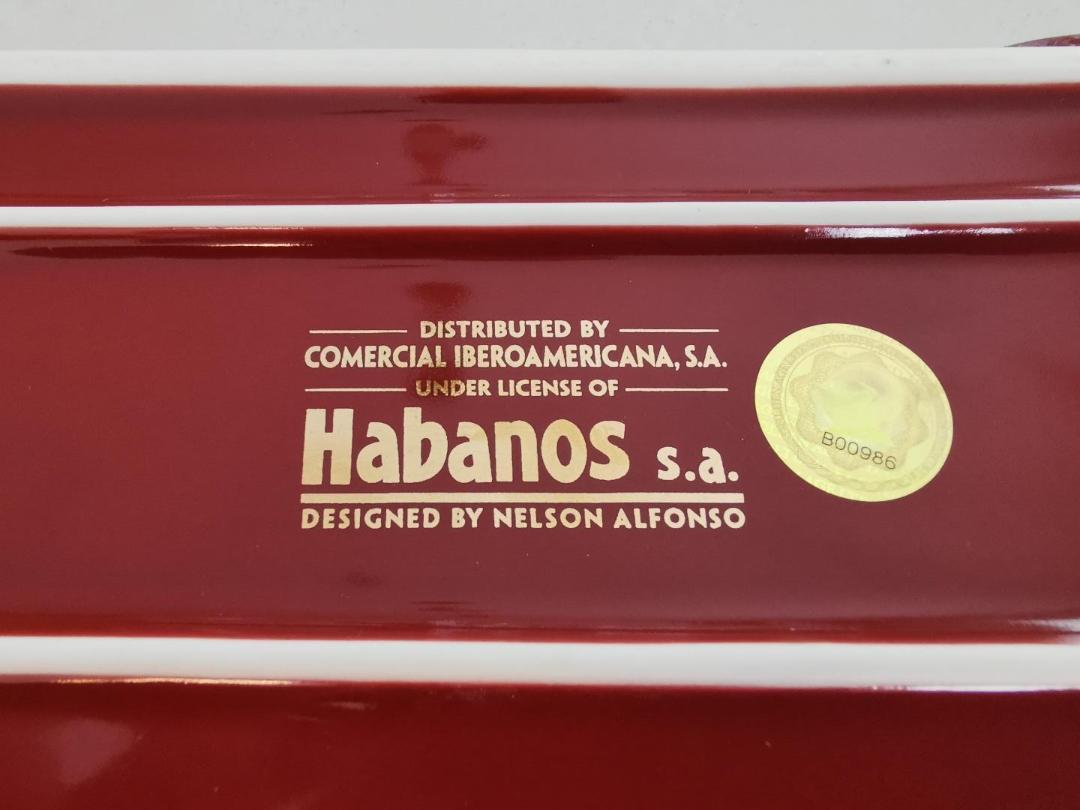 DISTRIBUTED BY
COMERCIAL IBEROAMERICANA, S.A.
UNDER LICENSE OF
Habanos s.a.
DESIGNED BY NELSON ALFONSO
B00986